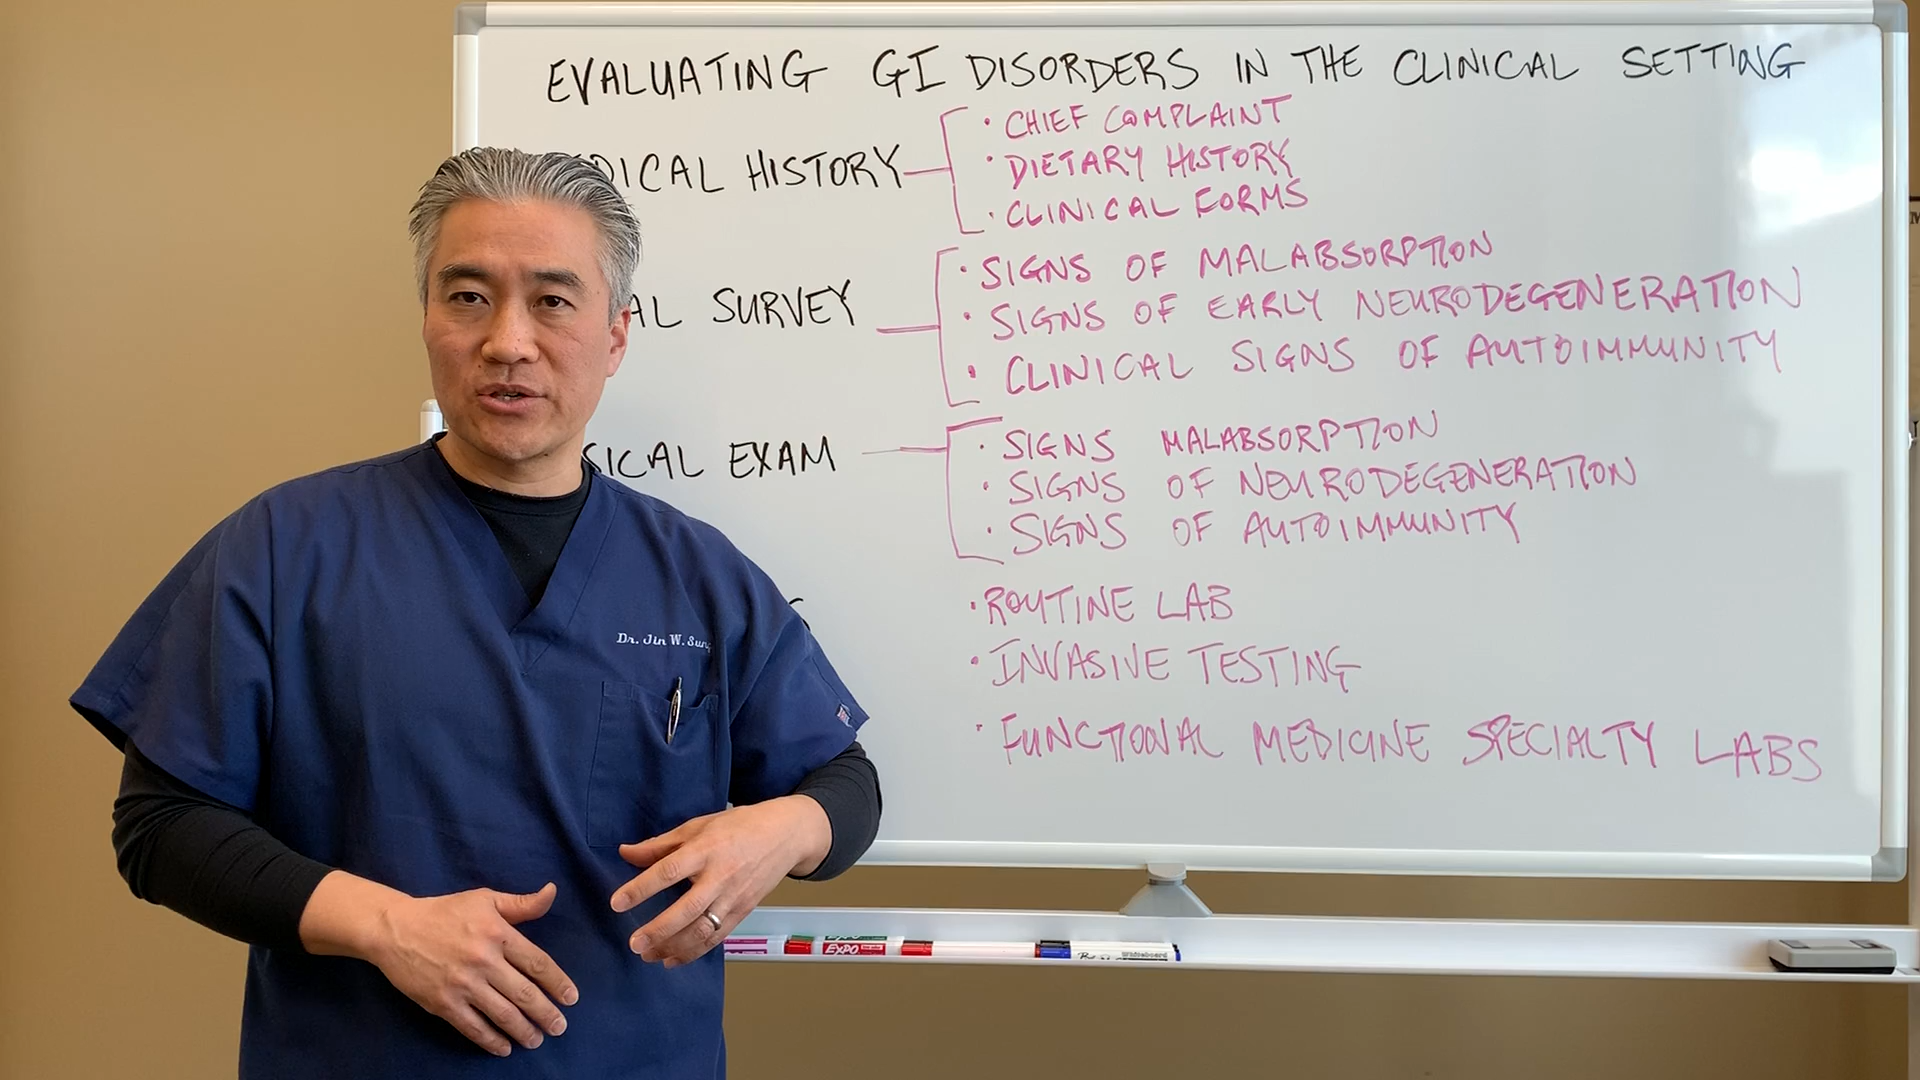 EVALUATING GI DISORDERS IN THE CLINICAL SETTING
DICAL HISTORY
• CHIEF COMPLAINT
• DIETARY HISTORY
• CLINICAL FORMS
AL SURVEY
• SIGNS OF MALABSORPTION
• SIGNS OF EARLY NEURODEGENERATION
• CLINICAL SIGNS OF AUTOIMMUNITY
SICAL EXAM
• SIGNS MALABSORPTION
• SIGNS OF NEURODEGENERATION
• SIGNS OF AUTOIMMUNITY
• ROUTINE LAB
• INVASIVE TESTING
• FUNCTIONAL MEDICINE SPECIALTY LABS
Dr. Jin W. Sung
EXPO